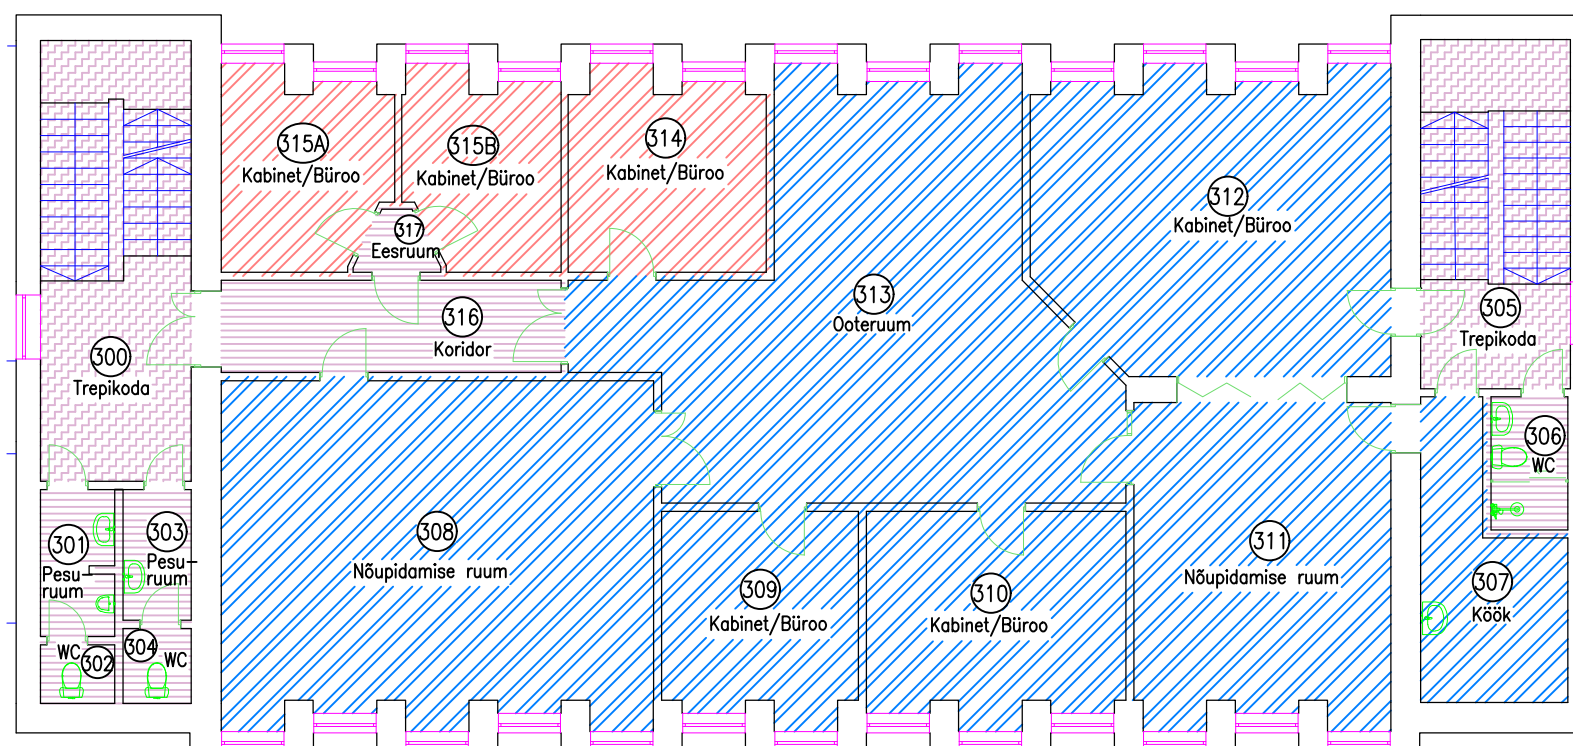 315A
Kabinet/Büroo
315B
Kabinet/Büroo
314
Kabinet/Büroo
317
Eesruum
312
Kabinet/Büroo
313
Ooteruum
316
Koridor
300
Trepikoda
305
Trepikoda
306
WC
301
Pesu-
ruum
303
Pesu-
ruum
308
Nõupidamise ruum
309
Kabinet/Büroo
310
Kabinet/Büroo
311
Nõupidamise ruum
307
Köök
WC
302
304
WC